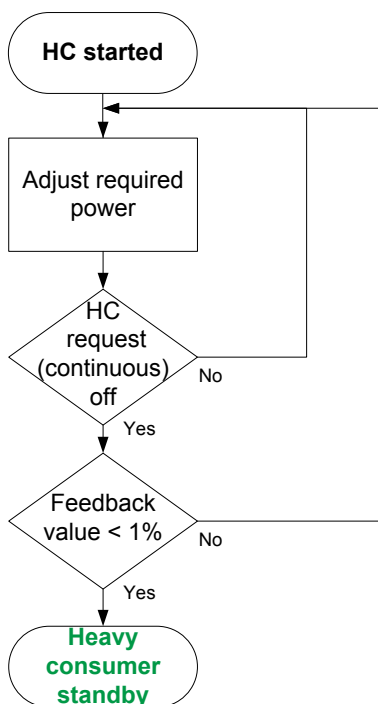 HC started
Adjust required
power
HC
request
(continuous)
off
No
Yes
Feedback
value < 1%
No
Yes
Heavy
consumer
standby